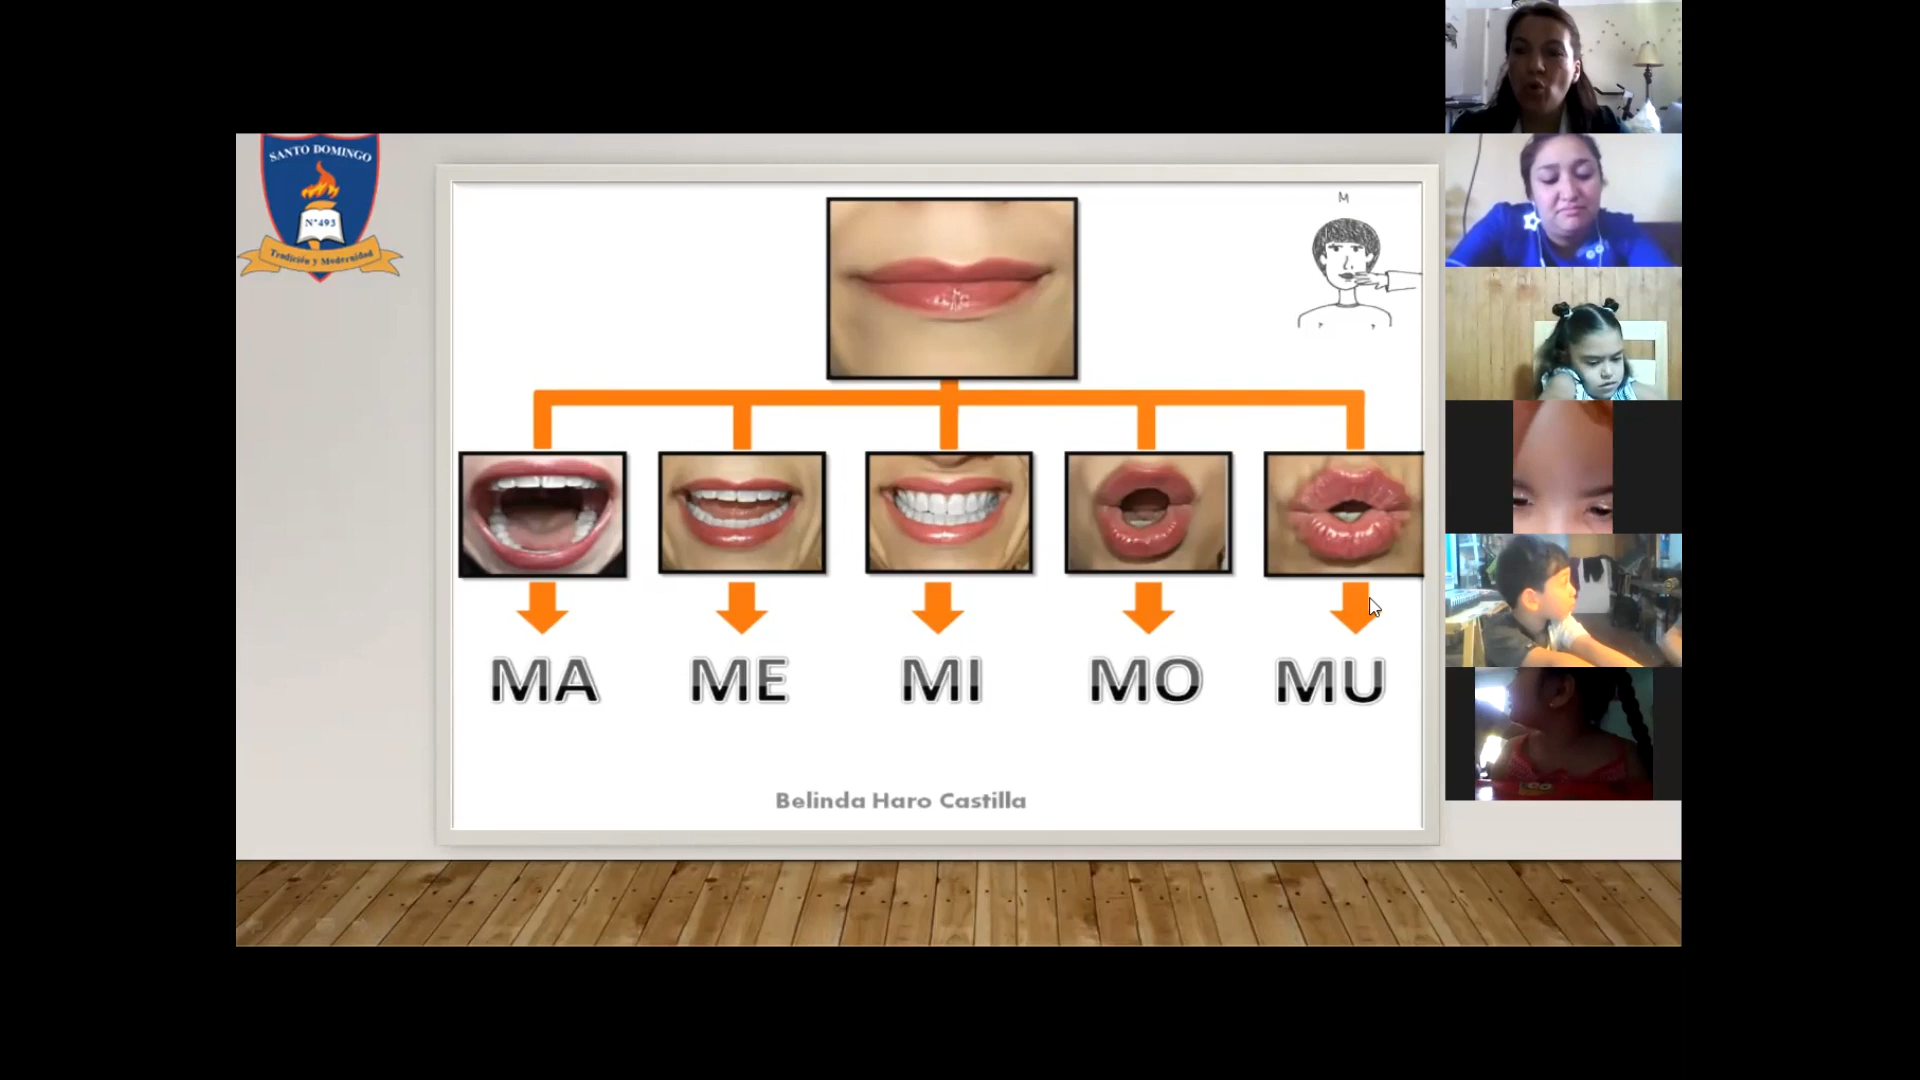 SANTO DOMINGO
N°493
Tradición y Modernidad
M
MA ME MI MO MU
Belinda Haro Castilla